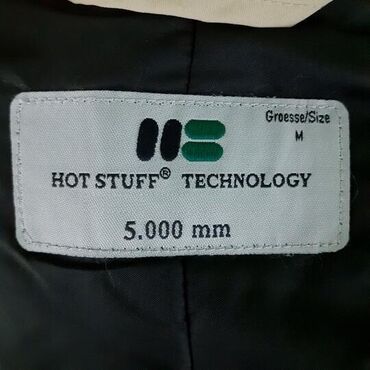 Groesse/Size
M
HOT STUFF® TECHNOLOGY
5.000 mm